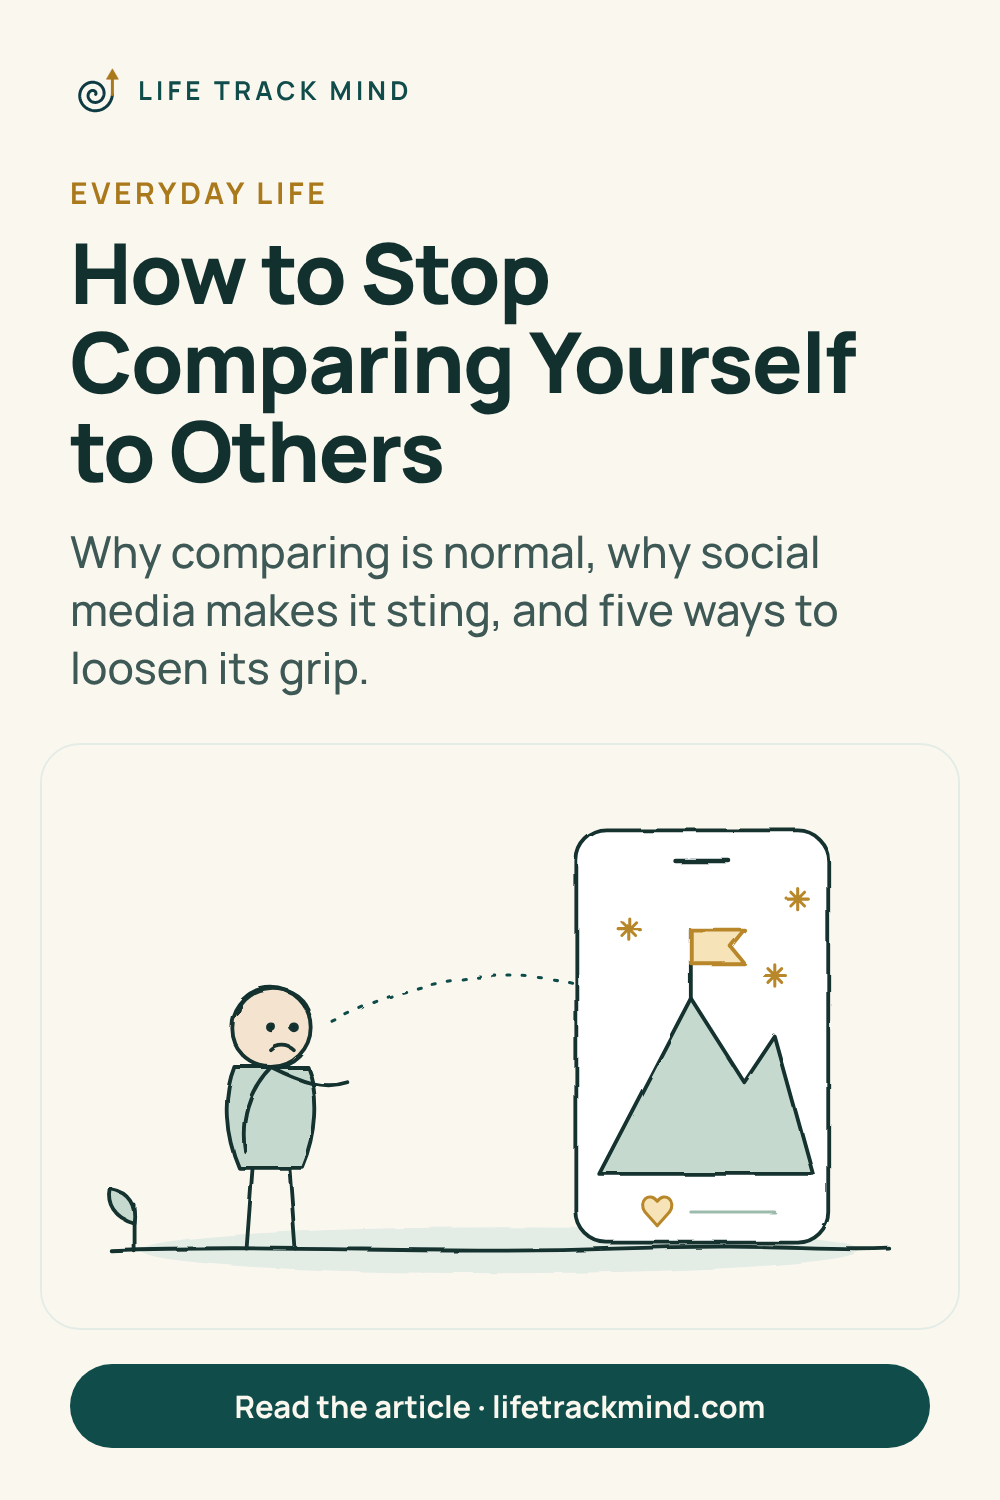 LIFE TRACK MIND
EVERYDAY LIFE
How to Stop
Comparing Yourself
to Others
Why comparing is normal, why social
media makes it sting, and five ways to
loosen its grip.
Read the article · lifetrackmind.com